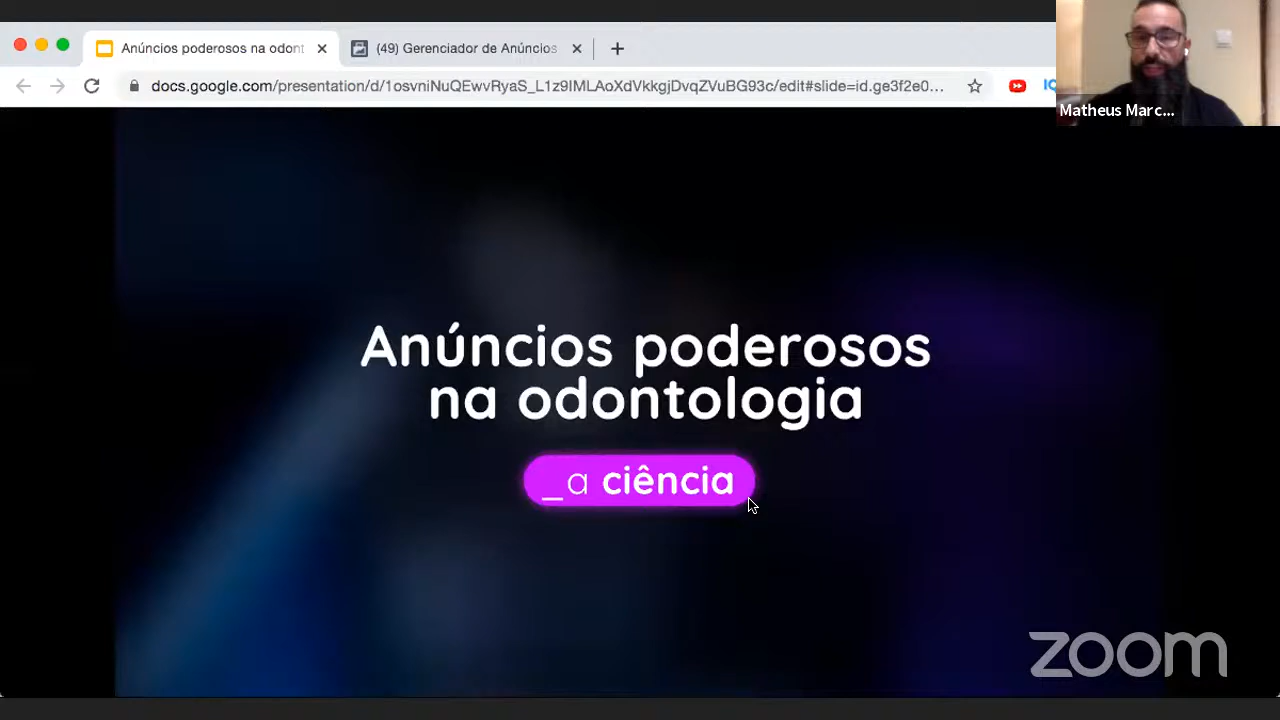 Anúncios poderosos na odont
(49) Gerenciador de Anúncios
docs.google.com/presentation/d/1osvniNuQEwvRyaS_L1z9IMLAoXdVkkgjDvqZVuBG93c/edit#slide=id.ge3f2e0...
Matheus Marc...
Anúncios poderosos
na odontologia
_a ciência
zoom